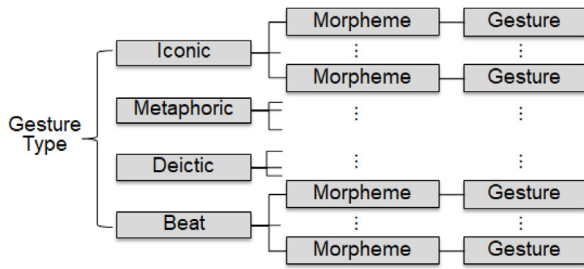 Morpheme Gesture
Iconic
Morpheme Gesture
Metaphoric
Gesture
Type
Deictic
Morpheme Gesture
Beat
Morpheme Gesture